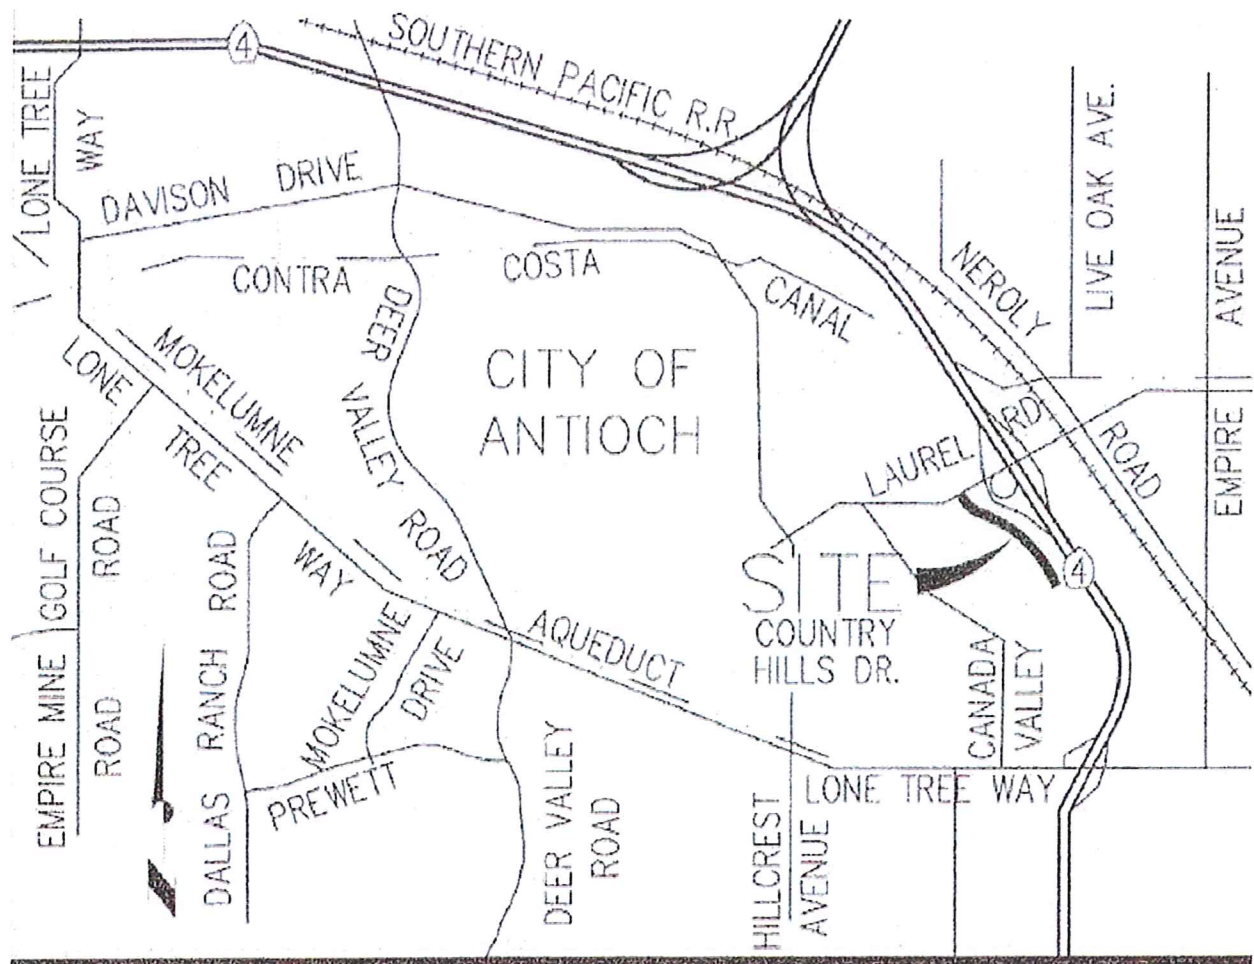 4
SOUTHERN PACIFIC R.R.
LONE TREE
WAY
DAVISON DRIVE
CONTRA
COSTA
CANAL
NEROLY
ROAD
LIVE OAK AVE.
EMPIRE AVENUE
DEER
VALLEY
ROAD
MOKELUMNE
LONE
TREE
WAY
CITY OF
ANTIOCH
LAUREL RD
GOLF COURSE
ROAD
EMPIRE MINE
ROAD
DALLAS RANCH ROAD
SITE
COUNTRY
HILLS DR.
4
MOKELUMNE
DRIVE
AQUEDUCT
PREWETT
CANADA
VALLEY
DEER VALLEY
ROAD
HILLCREST
AVENUE
LONE TREE WAY
EMPIRE